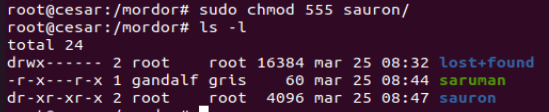 root@cesar:/mordor# sudo chmod 555 sauron/
root@cesar:/mordor# ls -l
total 24
drwx------ 2 root root 16384 mar 25 08:32 lost+found
-r-x---r-x 1 gandalf gris 60 mar 25 08:44 saruman
dr-xr-xr-x 2 root root 4096 mar 25 08:47 sauron
root@cesar:/mordor#